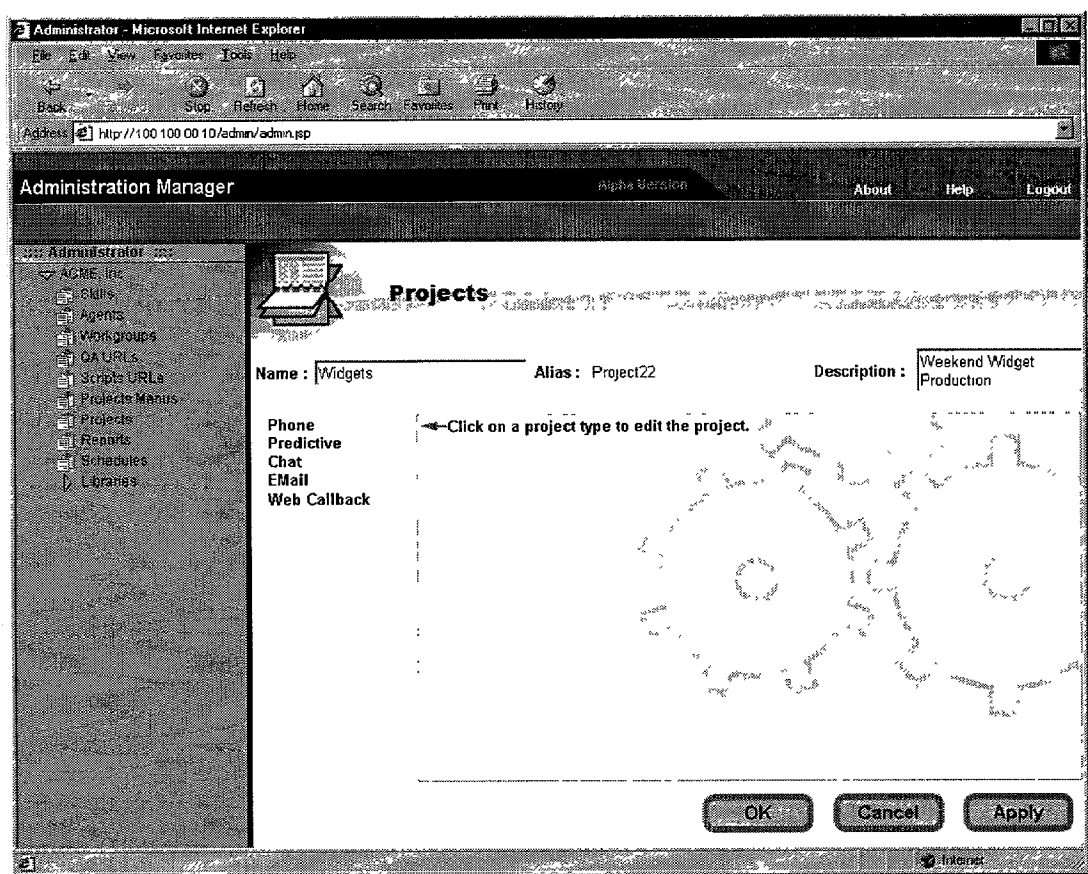 Administrator - Microsoft Internet Explorer
File Edit View Favorites Tools Help
Back Stop Refresh Home Search Favorites Print History
Address http://100 100 00 10/admin/admin.jsp
Administration Manager Alpha Version About Help Logout
:::: Administrator ::::
ACME, Inc.
Skills
Agents
Workgroups
QA URLs
Scripts URLs
Projects Menus
Projects
Reports
Schedules
Libraries
Projects
Name : Widgets Alias : Project22 Description : Weekend Widget
Production
Phone
Predictive
Chat
EMail
Web Callback
Click on a project type to edit the project.
OK Cancel Apply
Internet